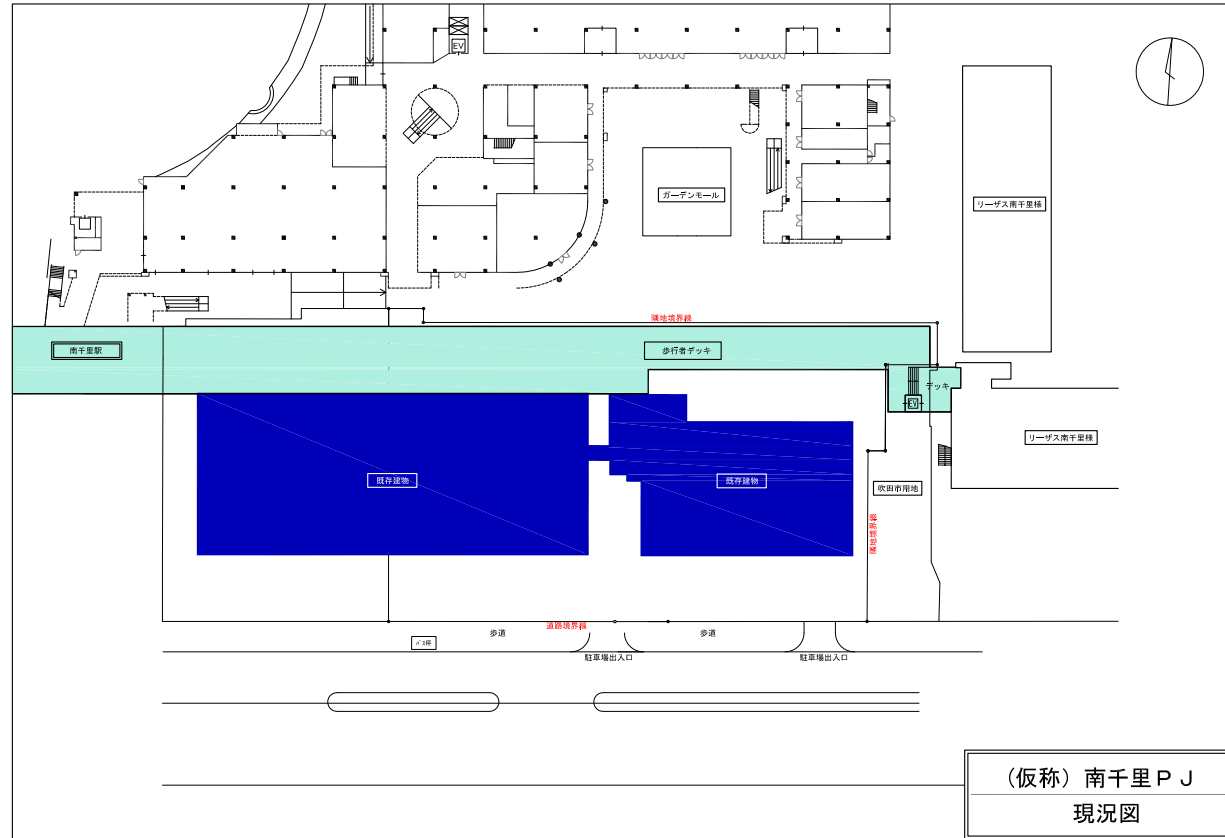 EV
ガーデンモール
リーザス南千里様
隣地境界線
南千里駅
歩行者デッキ
デッキ
EV
リーザス南千里様
既存建物
既存建物
吹田市用地
隣地境界線
道路境界線
歩道
歩道
バス停
駐車場出入口
駐車場出入口
(仮称)南千里PJ
現況図